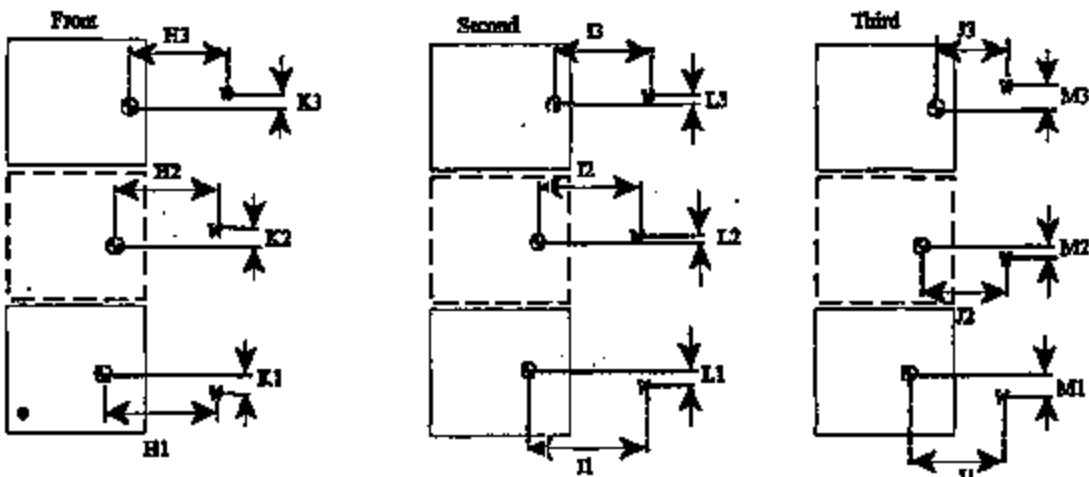 Front
Second
Third
H3
I3
J3
K3
L3
M3
H2
I2
K2
L2
M2
J2
K1
L1
M1
H1
I1